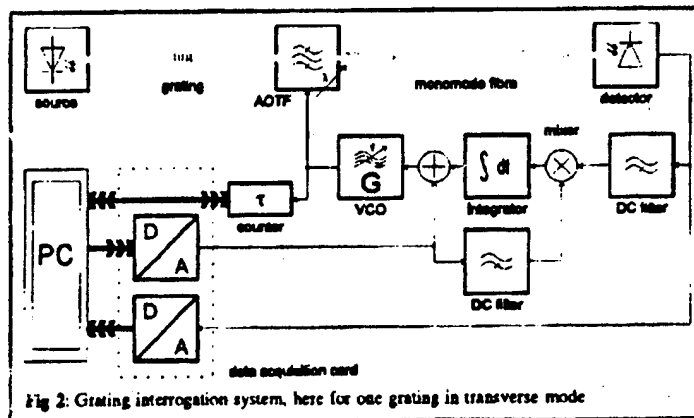 source
grating
AOTF
λ
monomode fibre
detector
mixer
PC
τ
counter
G
VCO
∫ dt
Integrator
DC filter
D
A
DC filter
D
A
data acquisition card
Fig 2: Grating interrogation system, here for one grating in transverse mode